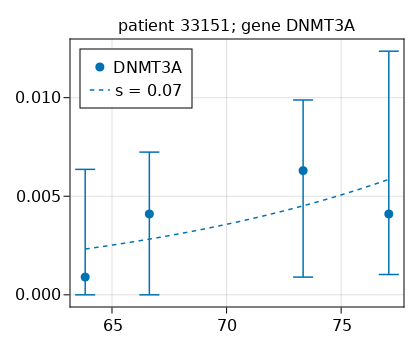 patient 33151; gene DNMT3A
DNMT3A
s = 0.07
0.010
0.005
0.000
65
70
75